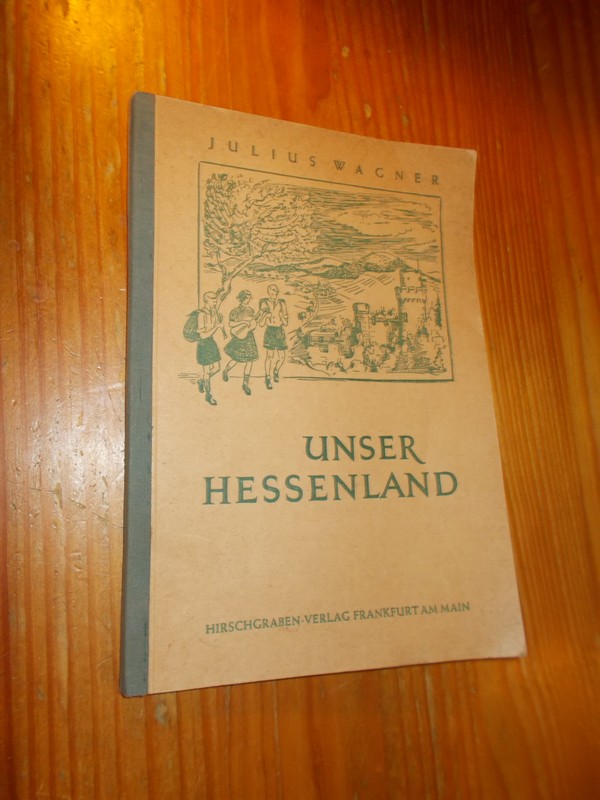 JULIUS WAGNER
UNSER
HESSENLAND
HIRSCHGRABEN-VERLAG FRANKFURT AM MAIN